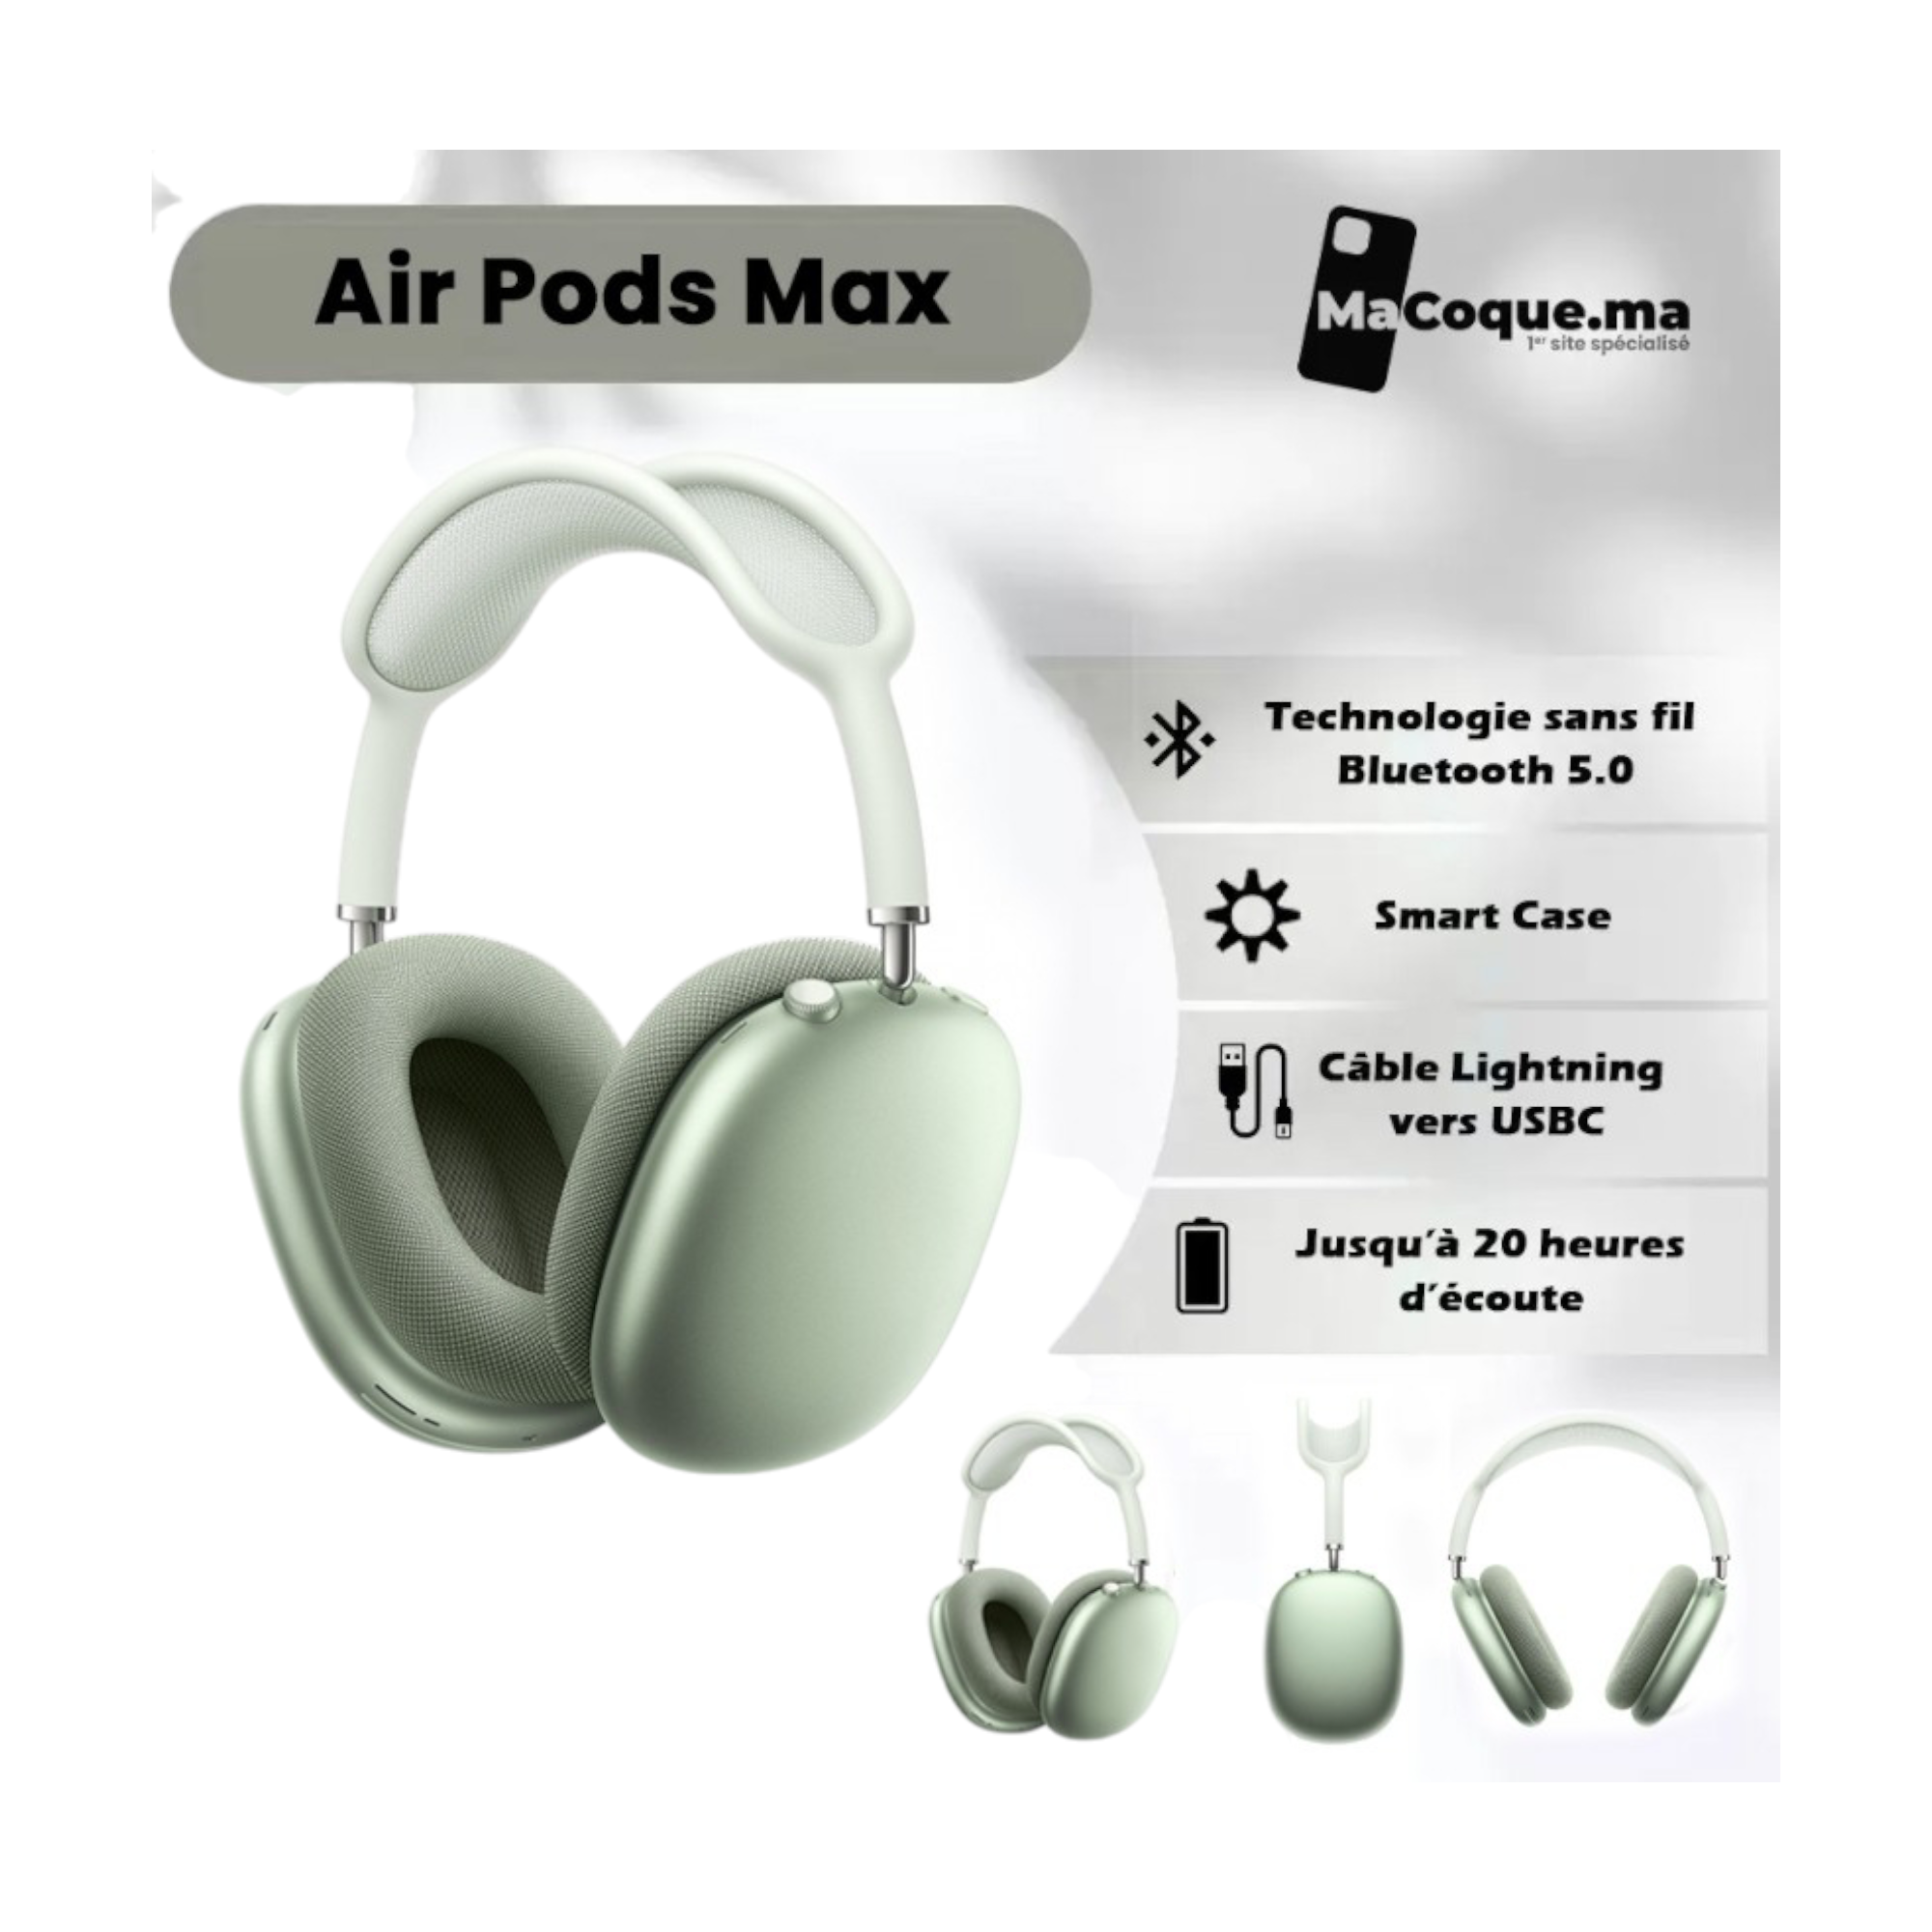 Air Pods Max
MaCoque.ma
1er site spécialisé
Technologie sans fil
Bluetooth 5.0
Smart Case
Câble Lightning
vers USBC
Jusqu'à 20 heures
d'écoute